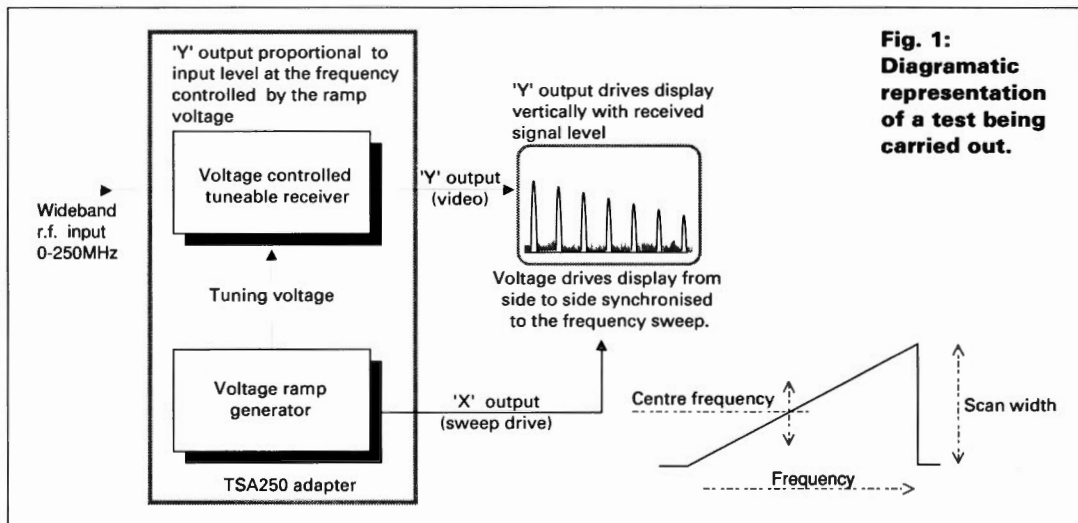 'Y' output proportional to
input level at the frequency
controlled by the ramp
voltage
Voltage controlled
tuneable receiver
Wideband
r.f. input
0-250MHz
Tuning voltage
Voltage ramp
generator
TSA250 adapter
'Y' output
(video)
'X' output
(sweep drive)
'Y' output drives display
vertically with received
signal level
Voltage drives display from
side to side synchronised
to the frequency sweep.
Centre frequency
Scan width
Frequency
Fig. 1:
Diagramatic
representation
of a test being
carried out.